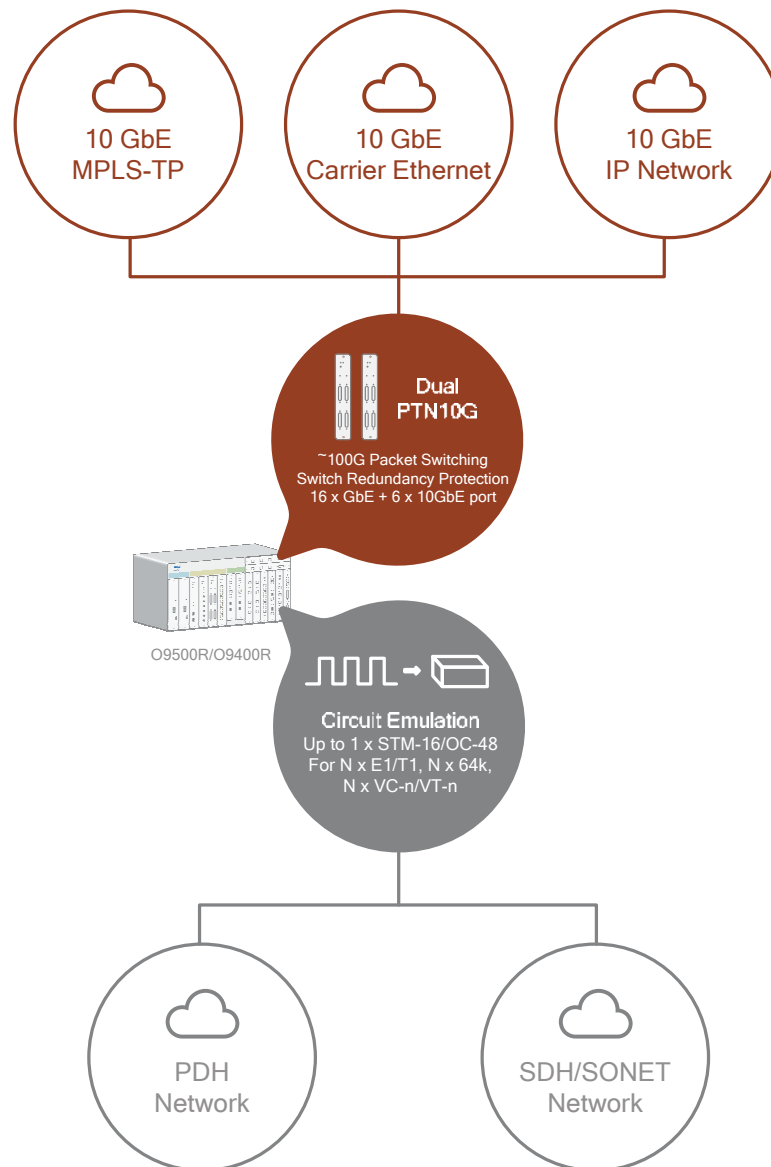 10 GbE
MPLS-TP
10 GbE
Carrier Ethernet
10 GbE
IP Network
Dual
PTN10G
~100G Packet Switching
Switch Redundancy Protection
16 x GbE + 6 x 10GbE port
O9500R/O9400R
Circuit Emulation
Up to 1 x STM-16/OC-48
For N x E1/T1, N x 64k,
N x VC-n/VT-n
PDH
Network
SDH/SONET
Network